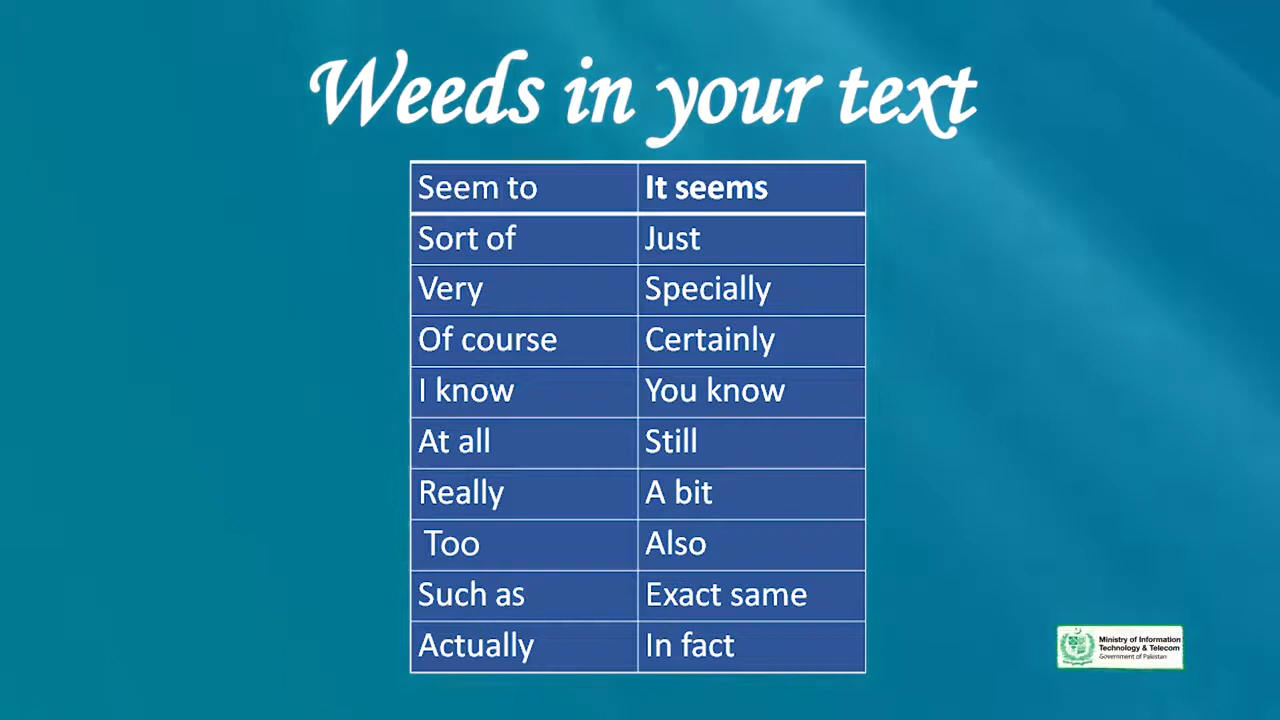 Weeds in your text
Seem to It seems
Sort of Just
Very Specially
Of course Certainly
I know You know
At all Still
Really A bit
Too Also
Such as Exact same
Actually In fact
Ministry of Information
Technology & Telecom
Government of Pakistan